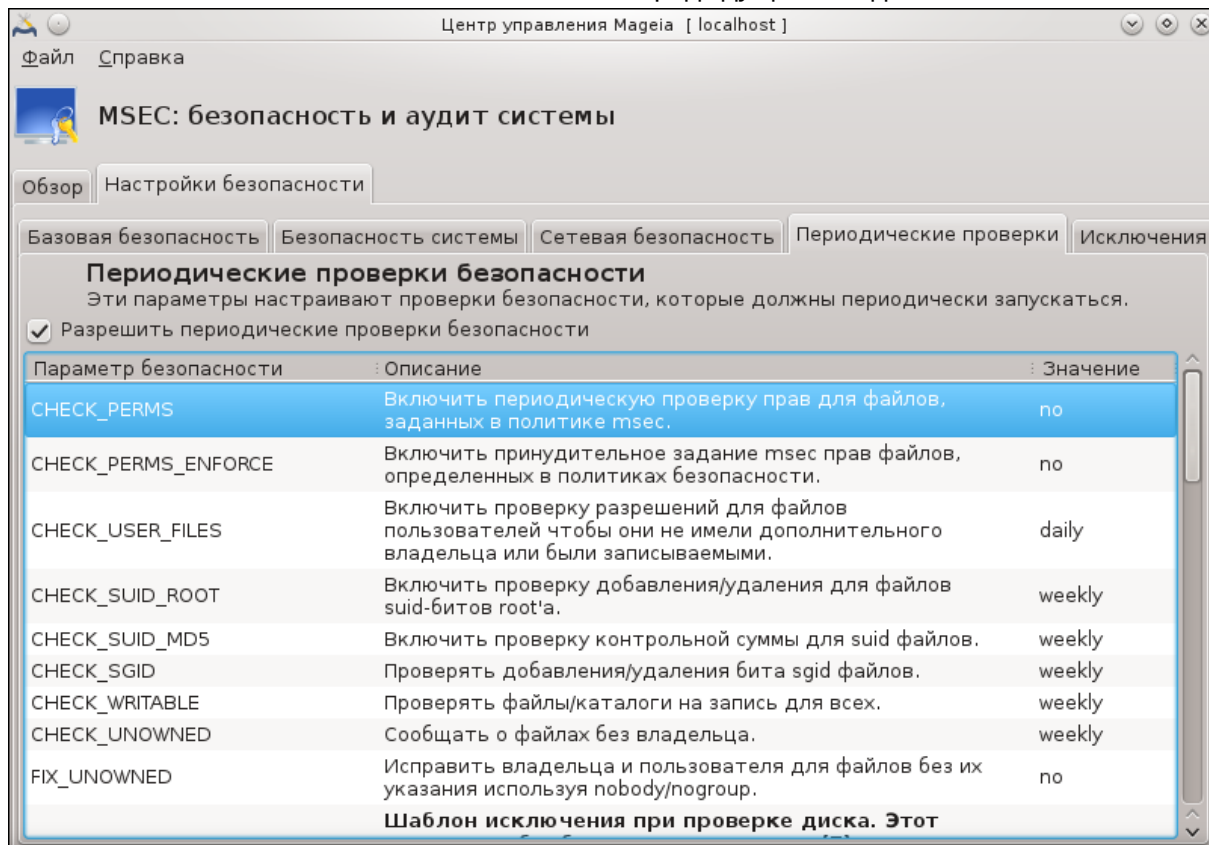 Центр управления Mageia [ localhost ]
Файл Справка
MSEC: безопасность и аудит системы
Обзор Настройки безопасности
Базовая безопасность Безопасность системы Сетевая безопасность Периодические проверки Исключения
Периодические проверки безопасности
Эти параметры настраивают проверки безопасности, которые должны периодически запускаться.
Разрешить периодические проверки безопасности
Параметр безопасности Описание Значение
CHECK_PERMS Включить периодическую проверку прав для файлов, no
заданных в политике msec.
CHECK_PERMS_ENFORCE Включить принудительное задание msec прав файлов, no
определенных в политиках безопасности.
Включить проверку разрешений для файлов
CHECK_USER_FILES пользователей чтобы они не имели дополнительного daily
владельца или были записываемыми.
CHECK_SUID_ROOT Включить проверку добавления/удаления для файлов weekly
suid-битов root'а.
CHECK_SUID_MD5 Включить проверку контрольной суммы для suid файлов. weekly
CHECK_SGID Проверять добавления/удаления бита sgid файлов. weekly
CHECK_WRITABLE Проверять файлы/каталоги на запись для всех. weekly
CHECK_UNOWNED Сообщать о файлах без владельца. weekly
FIX_UNOWNED Исправить владельца и пользователя для файлов без их no
указания используя nobody/nogroup.
Шаблон исключения при проверке диска. Этот